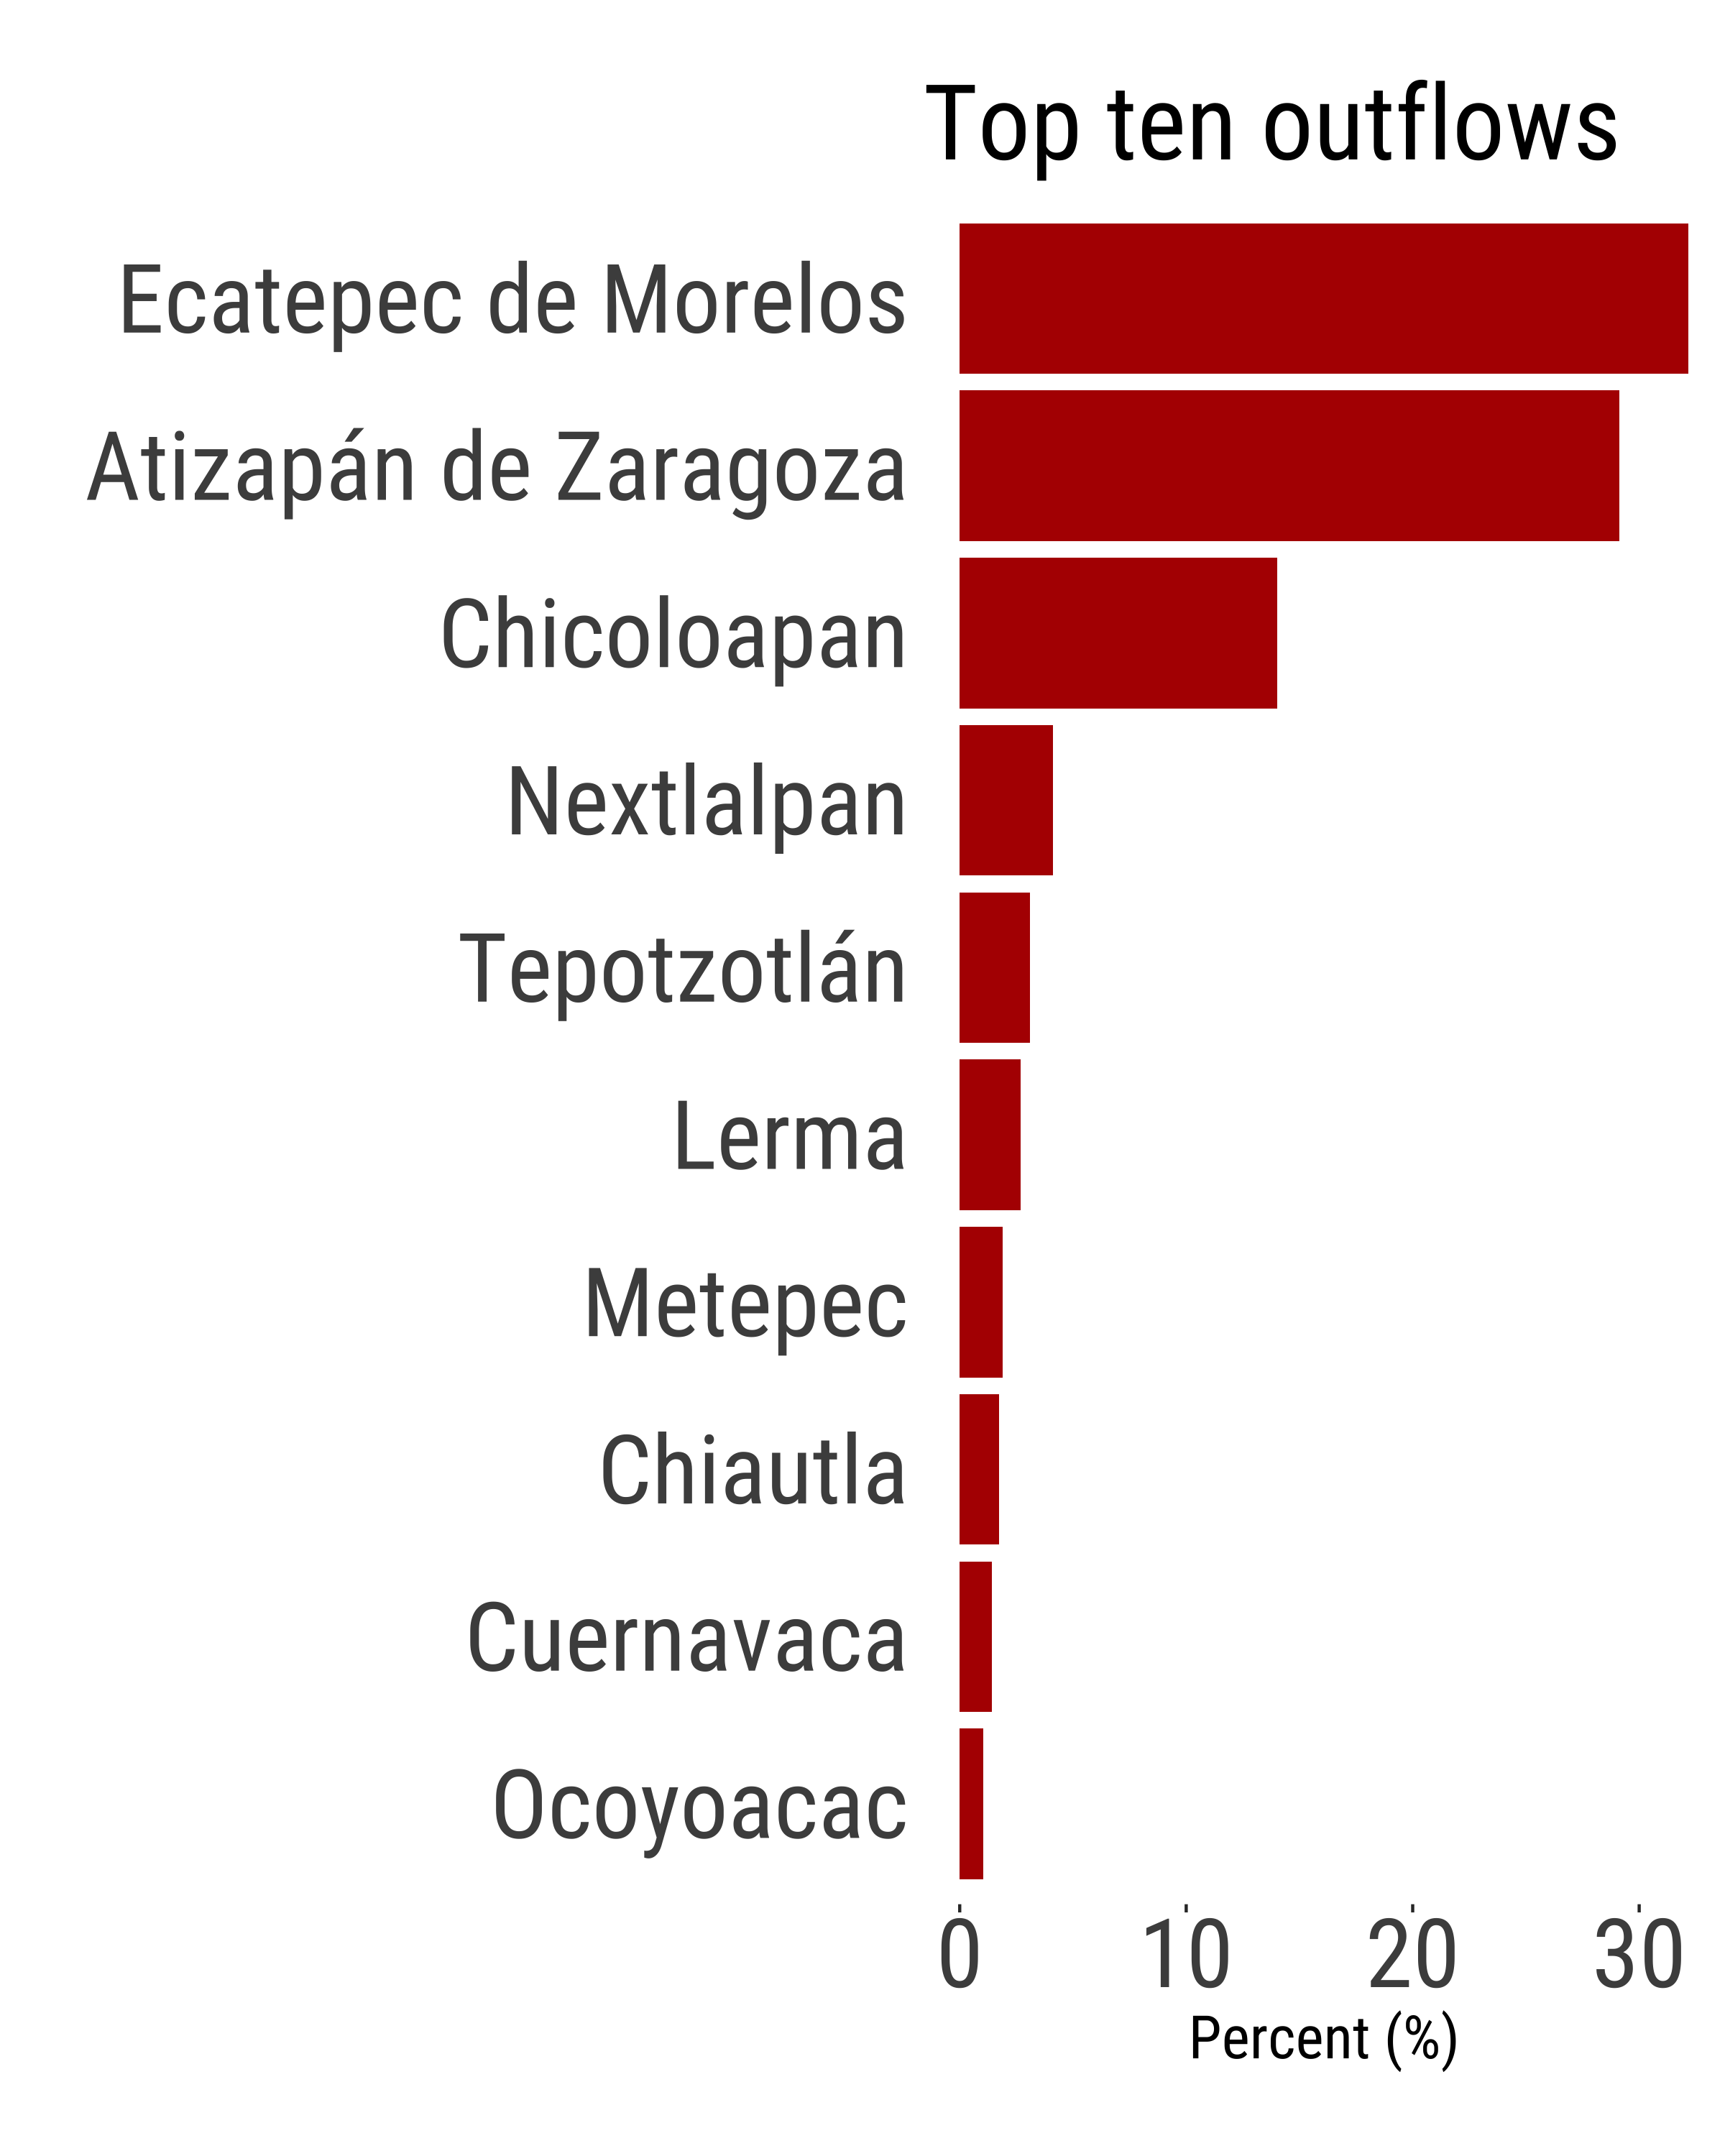 Top ten outflows
Ecatepec de Morelos
Atizapán de Zaragoza
Chicoloapan
Nextlalpan
Tepotzotlán
Lerma
Metepec
Chiautla
Cuernavaca
Ocoyoacac
0 10 20 30
Percent (%)